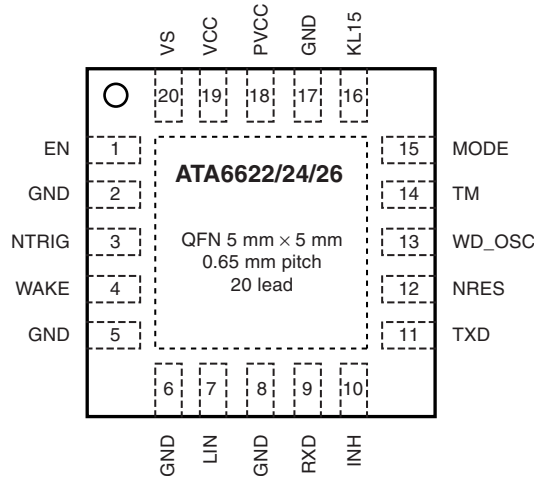 VS
VCC
PVCC
GND
KL15
20
19
18
17
16
EN
1
GND
2
NTRIG
3
WAKE
4
GND
5
ATA6622/24/26
QFN 5 mm × 5 mm
0.65 mm pitch
20 lead
15
MODE
14
TM
13
WD_OSC
12
NRES
11
TXD
6
7
8
9
10
GND
LIN
GND
RXD
INH